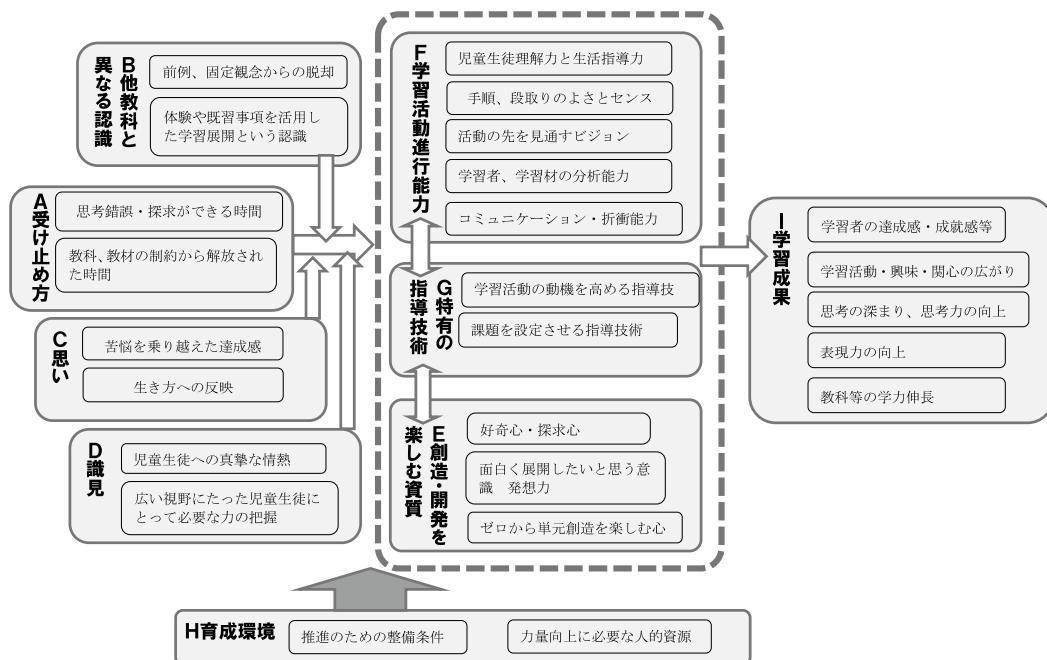 B他教科と
異なる認識
前例、固定観念からの脱却
体験や既習事項を活用し
た学習展開という認識
A受け止め方
思考錯誤・探求ができる時間
教科、教材の制約から解放され
た時間
C思い
苦悩を乗り越えた達成感
生き方への反映
D識見
児童生徒への真摯な情熱
広い視野にたった児童生徒に
とって必要な力の把握
F学習活動進行能力
児童生徒理解力と生活指導力
手順、段取りのよさとセンス
活動の先を見通すビジョン
学習者、学習材の分析能力
コミュニケーション・折衝能力
G特有の
指導技術
学習活動の動機を高める指導技
課題を設定させる指導技術
E創造・開発を
楽しむ資質
好奇心・探求心
面白く展開したいと思う意
識　発想力
ゼロから単元創造を楽しむ心
I学習成果
学習者の達成感・成就感等
学習活動・興味・関心の広がり
思考の深まり、思考力の向上
表現力の向上
教科等の学力伸長
H育成環境
推進のための整備条件
力量向上に必要な人的資源